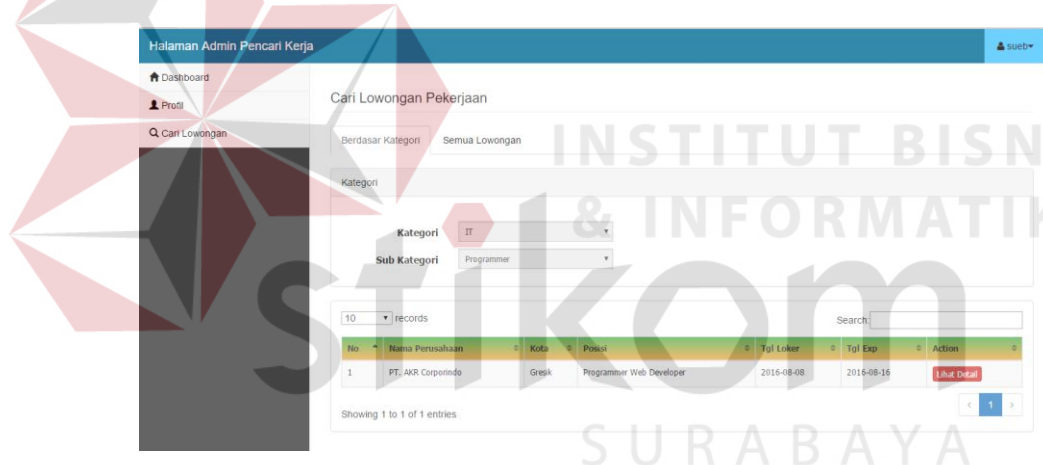 Halaman Admin Pencari Kerja
sueb
Dashboard
Profil
Cari Lowongan
Cari Lowongan Pekerjaan
Berdasar Kategori Semua Lowongan
Kategori
Kategori IT
Sub Kategori Programmer
10 records Search:
No Nama Perusahaan Kota Posisi Tgl Loker Tgl Exp Action
1 PT. AKR Corporindo Gresik Programmer Web Developer 2016-08-08 2016-08-16 Lihat Detail
Showing 1 to 1 of 1 entries
< 1 >
INSTITUT BISN
& INFORMATIK
stikom
SURABAYA